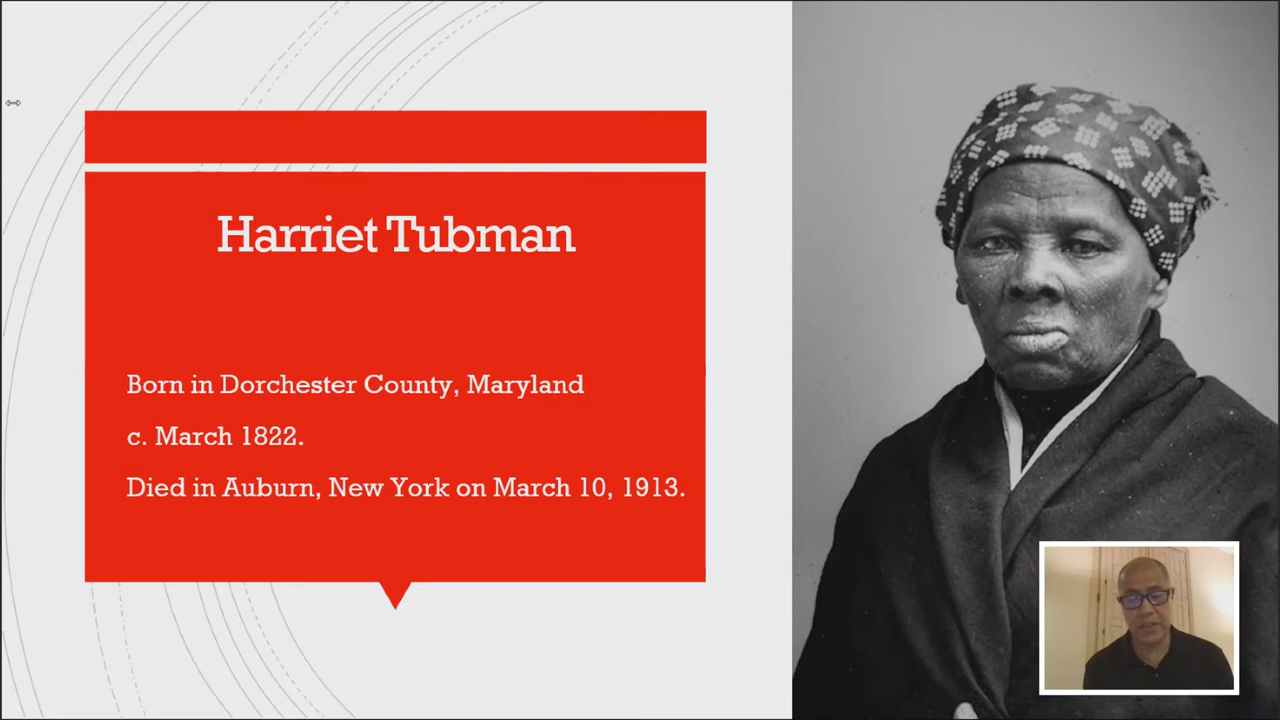 Harriet Tubman
Born in Dorchester County, Maryland
c. March 1822.
Died in Auburn, New York on March 10, 1913.